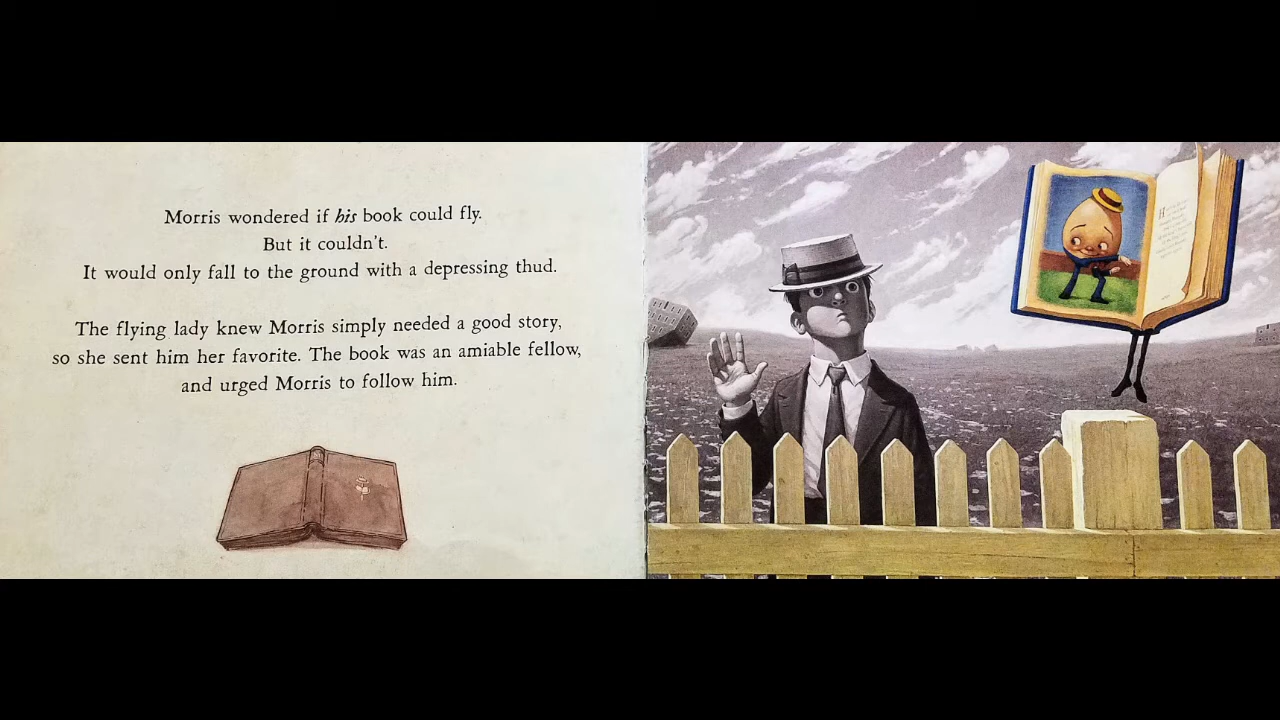 Morris wondered if his book could fly.
But it couldn't.
It would only fall to the ground with a depressing thud.
The flying lady knew Morris simply needed a good story,
so she sent him her favorite. The book was an amiable fellow,
and urged Morris to follow him.